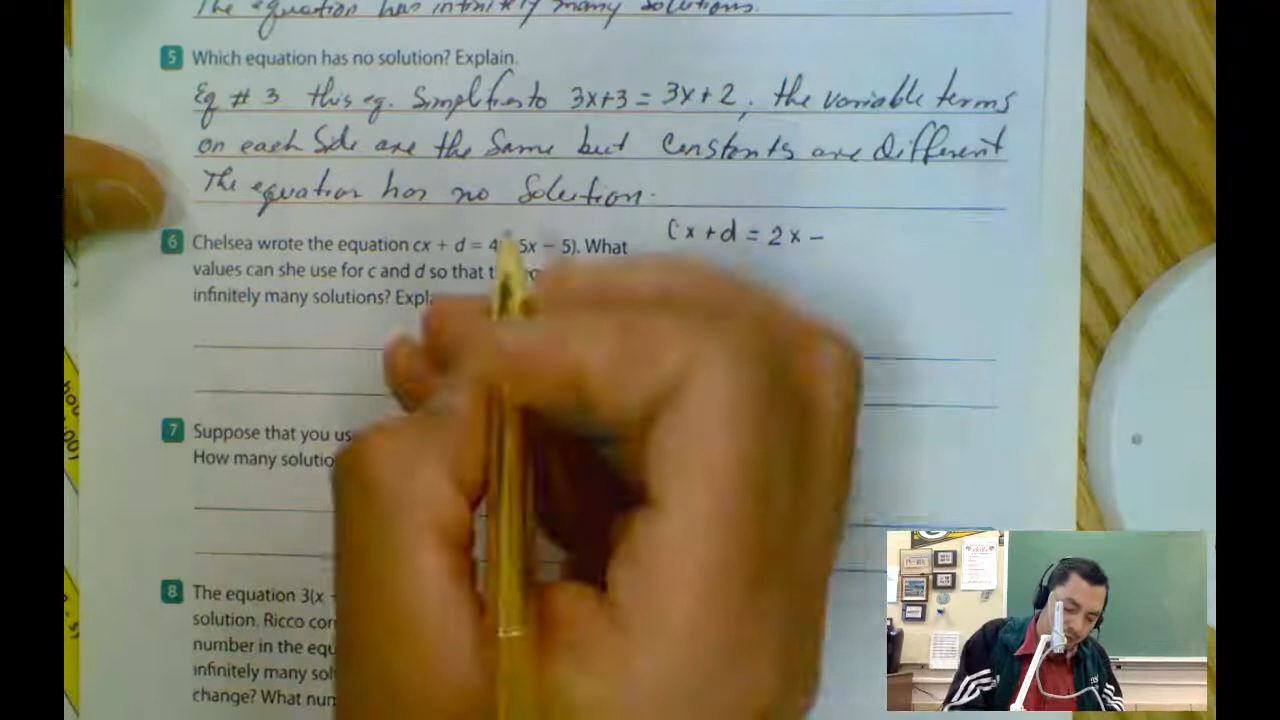 The equation has infinitely many solutions.
5 Which equation has no solution? Explain.
Eq # 3 this eq. Simplifies to 3x+3 = 3x+2, the variable terms
on each Side are the Same but Constants are different
The equation has no Solution.
6 Chelsea wrote the equation cx + d = 4 5x − 5). What
cx+d = 2x −
values can she use for c and d so that
infinitely many solutions?
7 Suppose that you us
How many solutio
8 The equation 3(x
solution. Ricco cor
number in the equ
infinitely many sol
change? What num